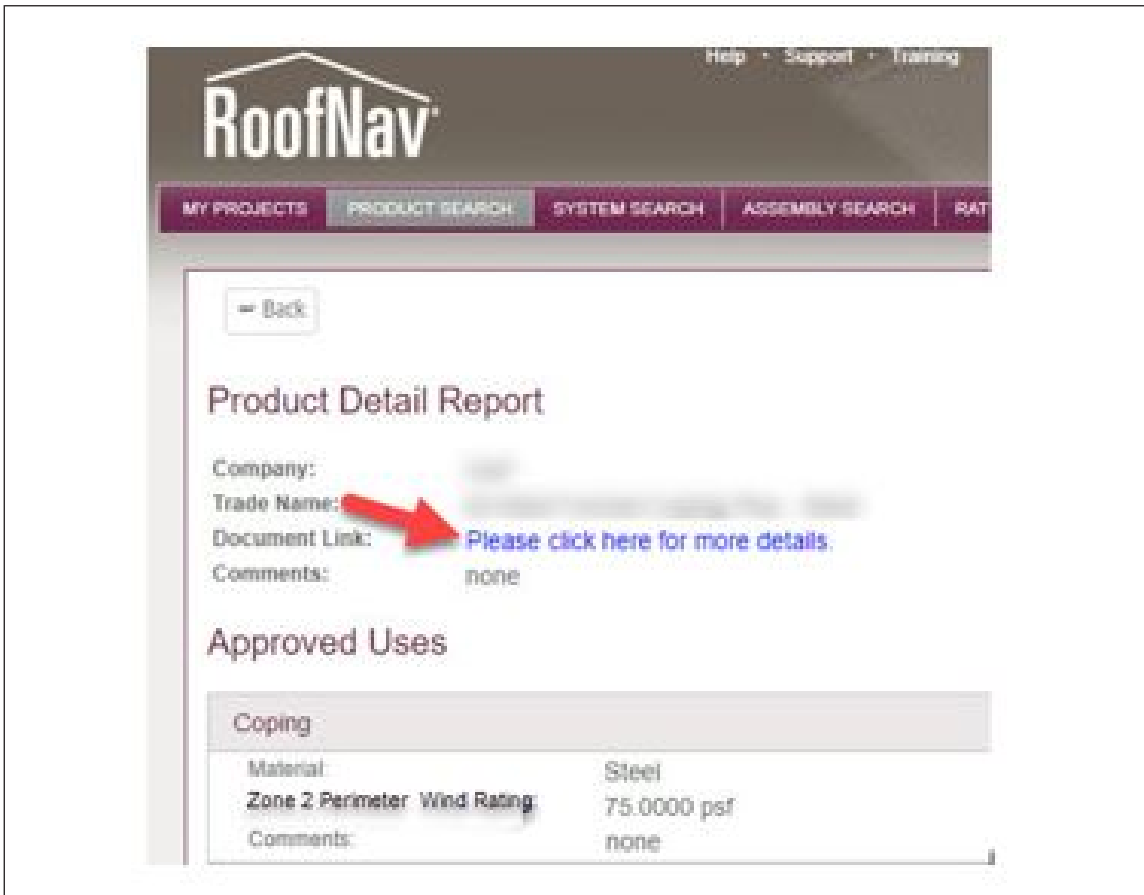 Help • Support • Training
RoofNav
MY PROJECTS PRODUCT SEARCH SYSTEM SEARCH ASSEMBLY SEARCH RAT
Back
Product Detail Report
Company:
Trade Name:
Document Link: Please click here for more details.
Comments: none
Approved Uses
Coping
Material: Steel
Zone 2 Perimeter Wind Rating: 75.0000 psf
Comments: none